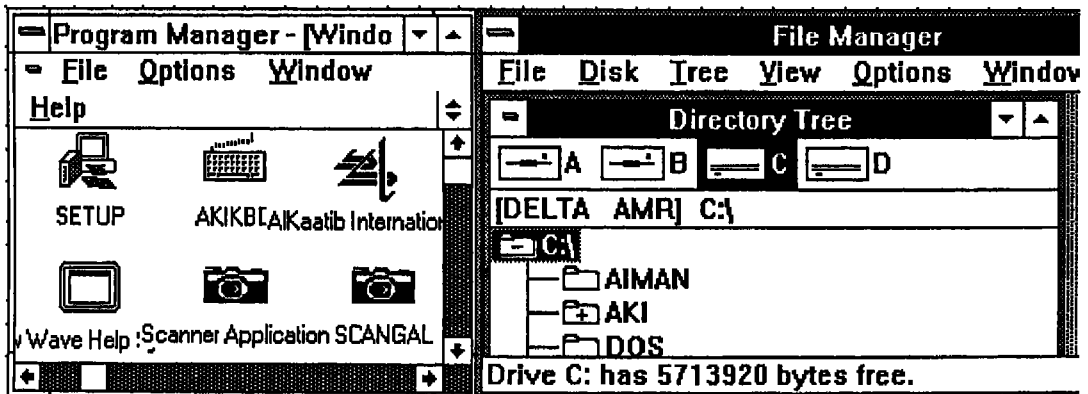 Program Manager - [Windo
File Options Window
Help
SETUP AKIKBD AlKaatib Internation
Wave Help Scanner Application SCANGAL
File Manager
File Disk Tree View Options Window
Directory Tree
A B C D
[DELTA AMR] C:\
C:\
AIMAN
AKI
DOS
Drive C: has 5713920 bytes free.